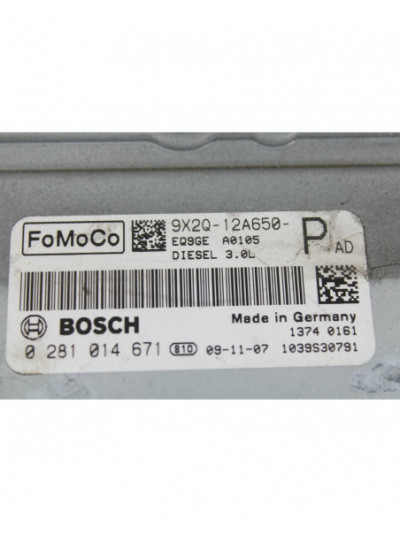 FoMoCo 9X2Q-12A650- P AD
EQ9GE A0105
DIESEL 3.0L
BOSCH Made in Germany
1374 0161
0 281 014 671 810 09-11-07 1039S30791